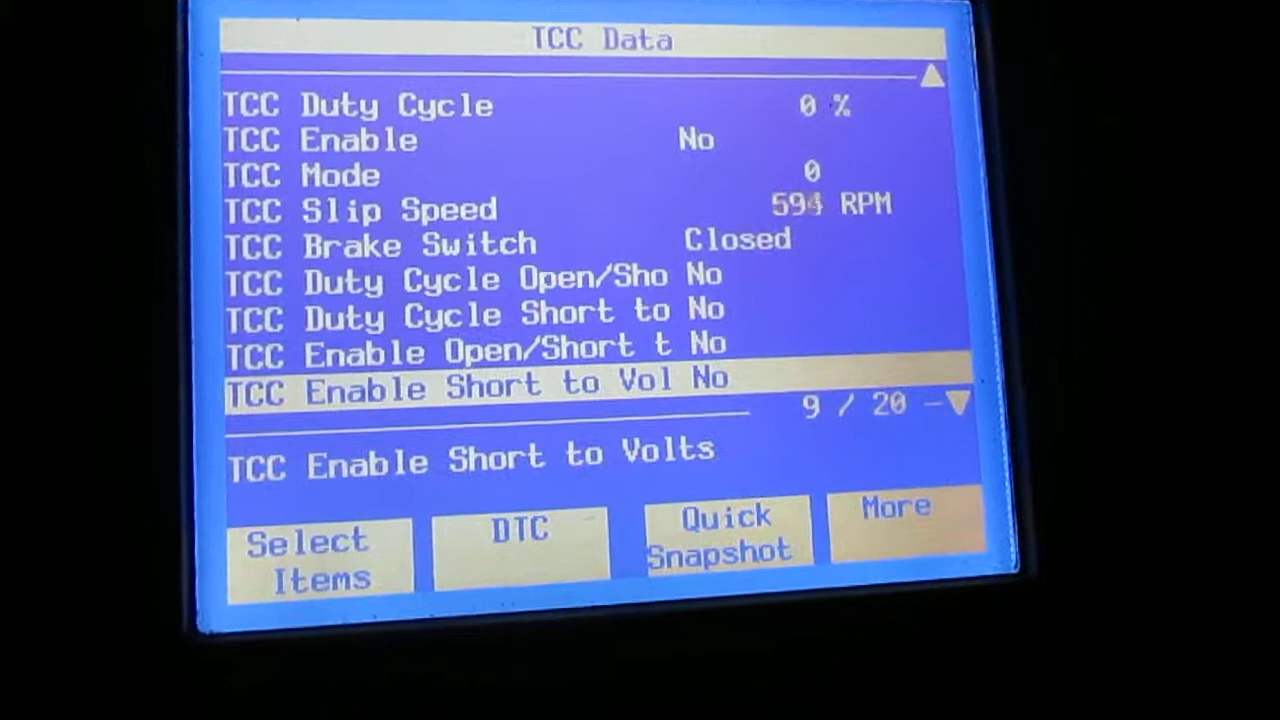 TCC Data
TCC Duty Cycle 0 %
TCC Enable No
TCC Mode 0
TCC Slip Speed 594 RPM
TCC Brake Switch Closed
TCC Duty Cycle Open/Sho No
TCC Duty Cycle Short to No
TCC Enable Open/Short t No
TCC Enable Short to Vol No
9 / 20
TCC Enable Short to Volts
Select Items
DTC
Quick Snapshot
More